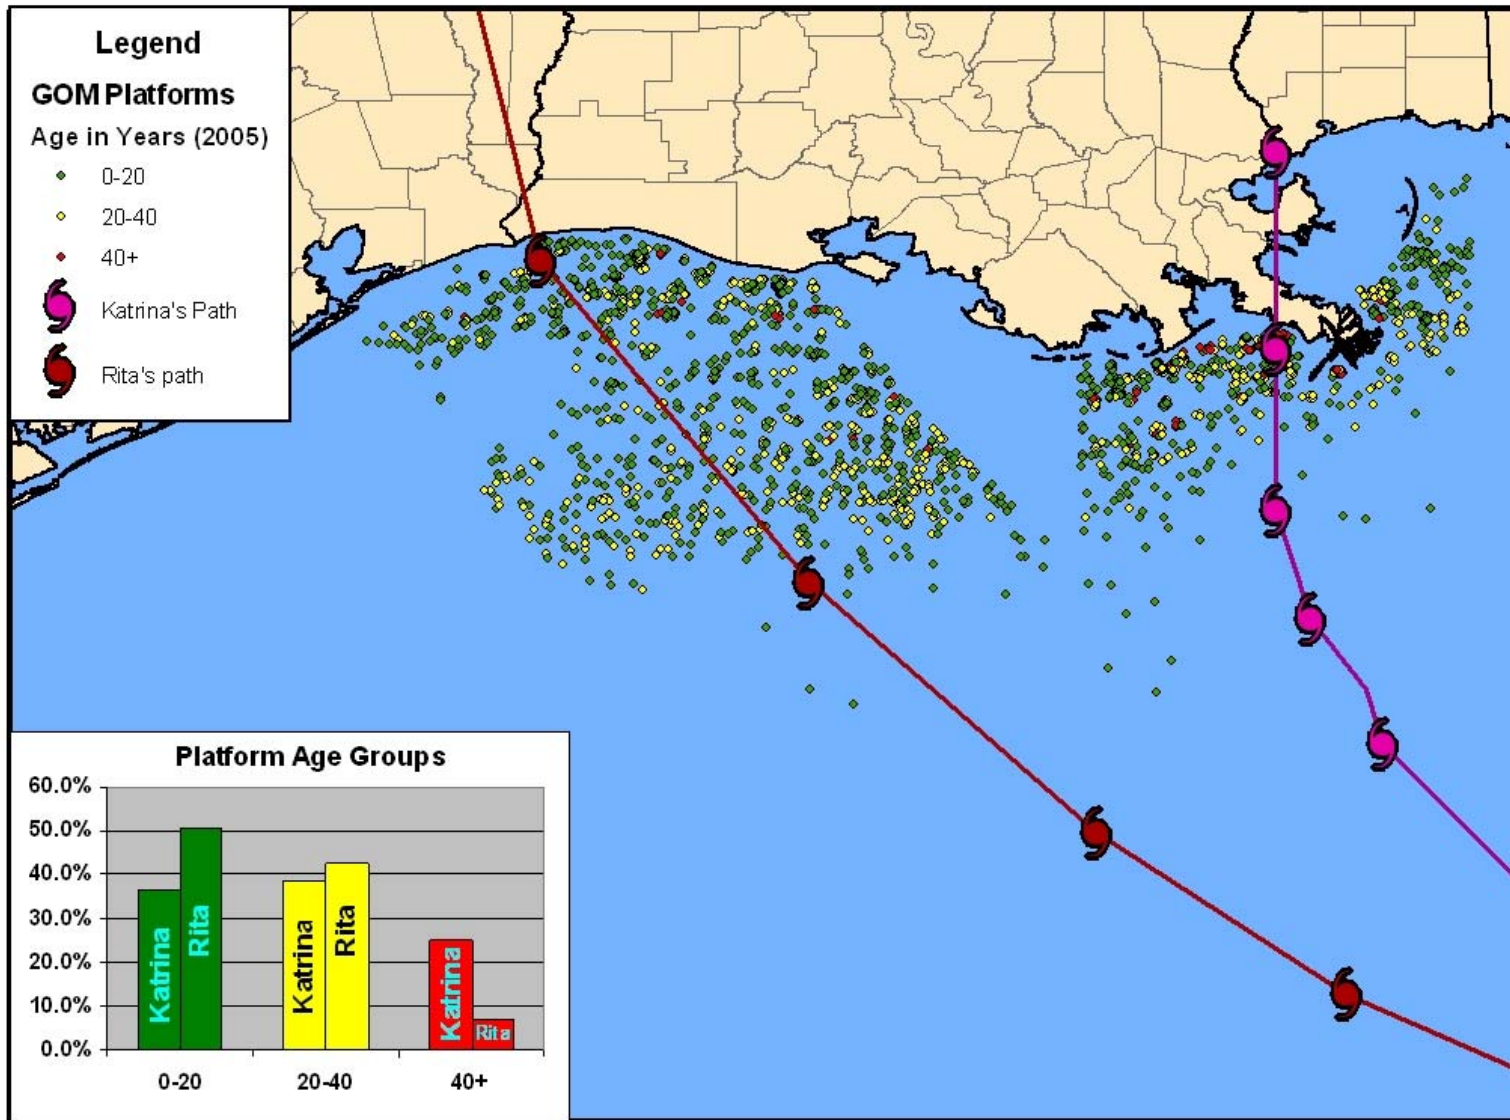 Legend
GOM Platforms
Age in Years (2005)
0-20
20-40
40+
Katrina's Path
Rita's path
Platform Age Groups
60.0%
50.0%
40.0%
30.0%
20.0%
10.0%
0.0%
Katrina
Rita
Katrina
Rita
Katrina
Rita
0-20
20-40
40+